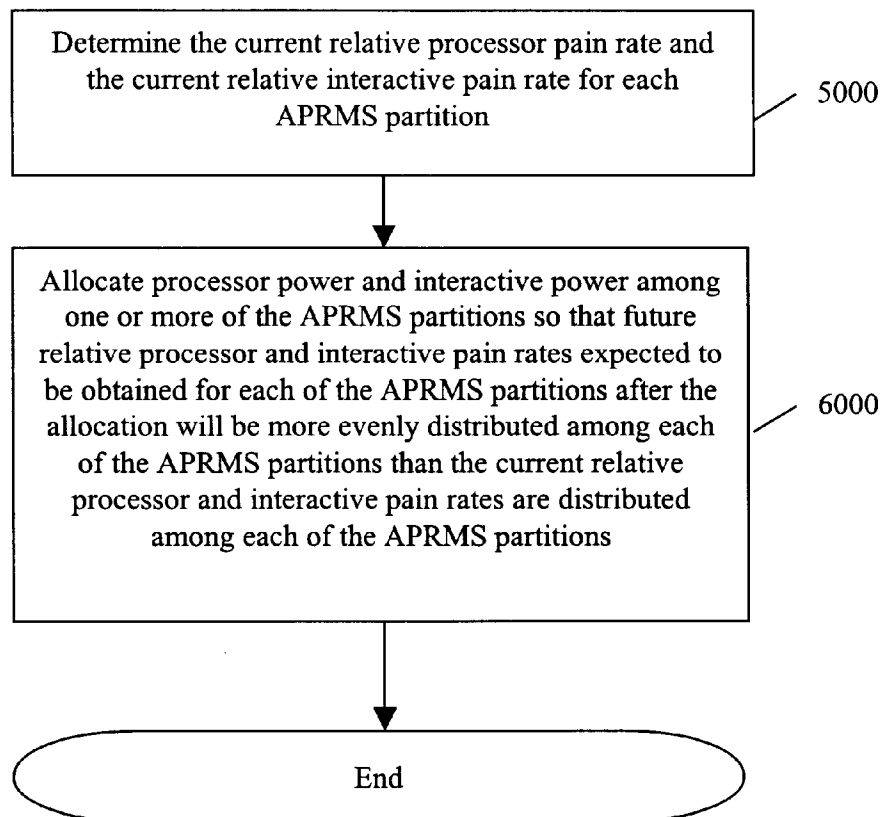 Determine the current relative processor pain rate and
the current relative interactive pain rate for each
APRMS partition
5000
Allocate processor power and interactive power among
one or more of the APRMS partitions so that future
relative processor and interactive pain rates expected to
be obtained for each of the APRMS partitions after the
allocation will be more evenly distributed among each
of the APRMS partitions than the current relative
processor and interactive pain rates are distributed
among each of the APRMS partitions
6000
End